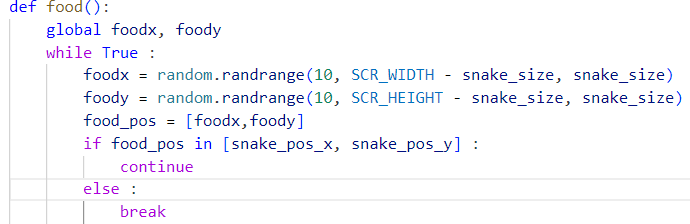 def food():
    global foodx, foody
    while True :
        foodx = random.randrange(10, SCR_WIDTH - snake_size, snake_size)
        foody = random.randrange(10, SCR_HEIGHT - snake_size, snake_size)
        food_pos = [foodx,foody]
        if food_pos in [snake_pos_x, snake_pos_y] :
            continue
        else :
            break